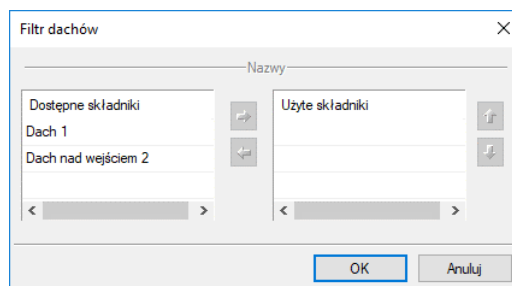 Filtr dachów
Nazwy
Dostępne składniki
Dach 1
Dach nad wejściem 2
Użyte składniki
OK
Anuluj